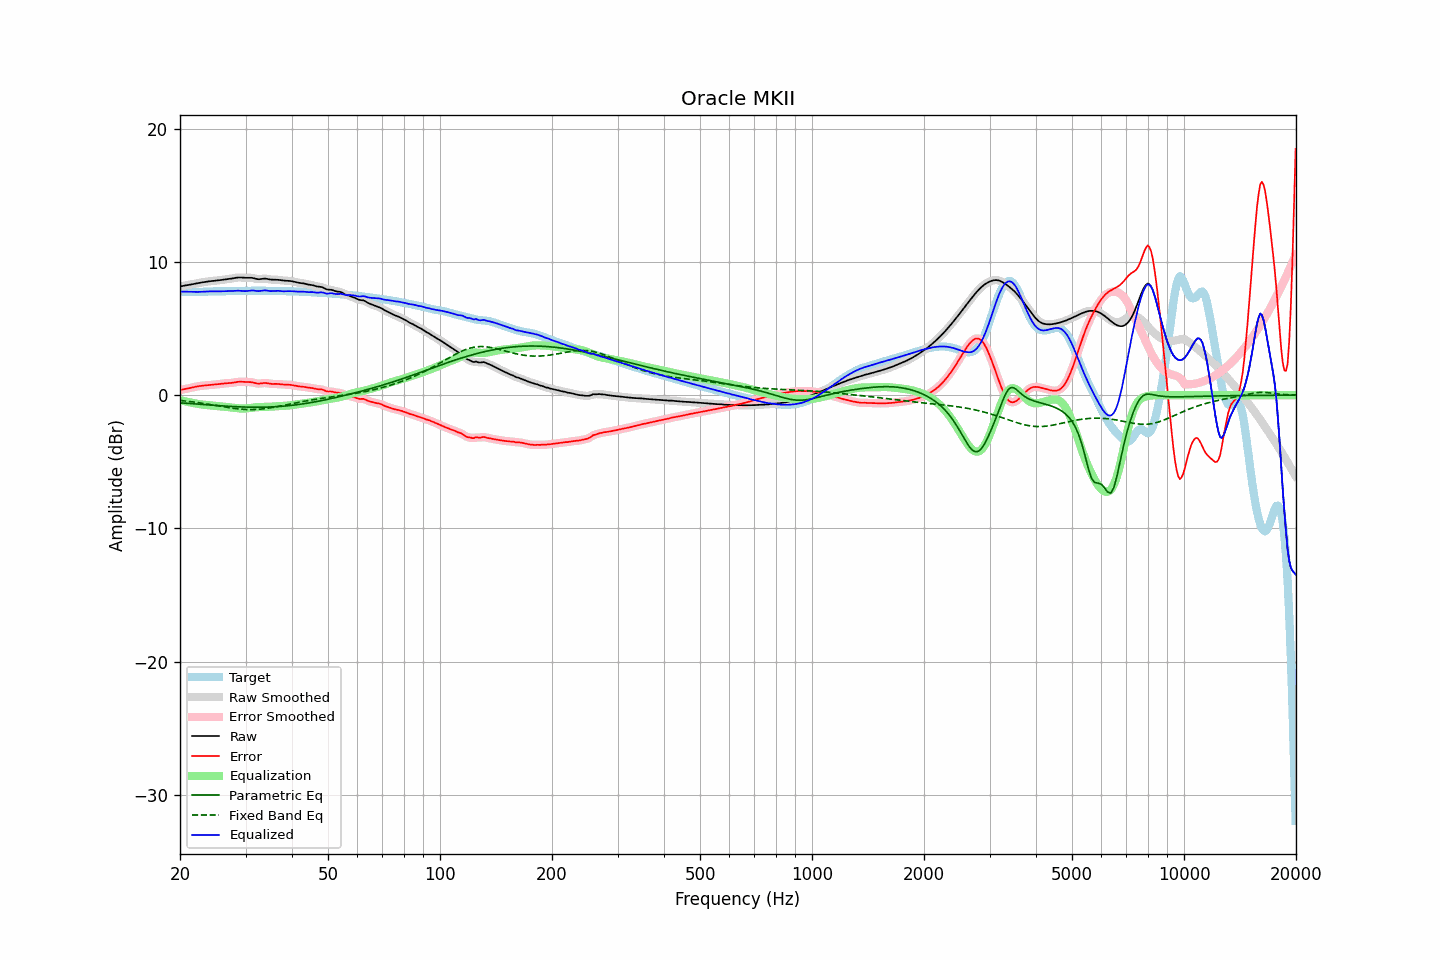 Oracle MKII
20
10
0
−10
−20
−30
Amplitude (dBr)
Target
Raw Smoothed
Error Smoothed
Raw
Error
Equalization
Parametric Eq
Fixed Band Eq
Equalized
20 50 100 200 500 1000 2000 5000 10000 20000
Frequency (Hz)